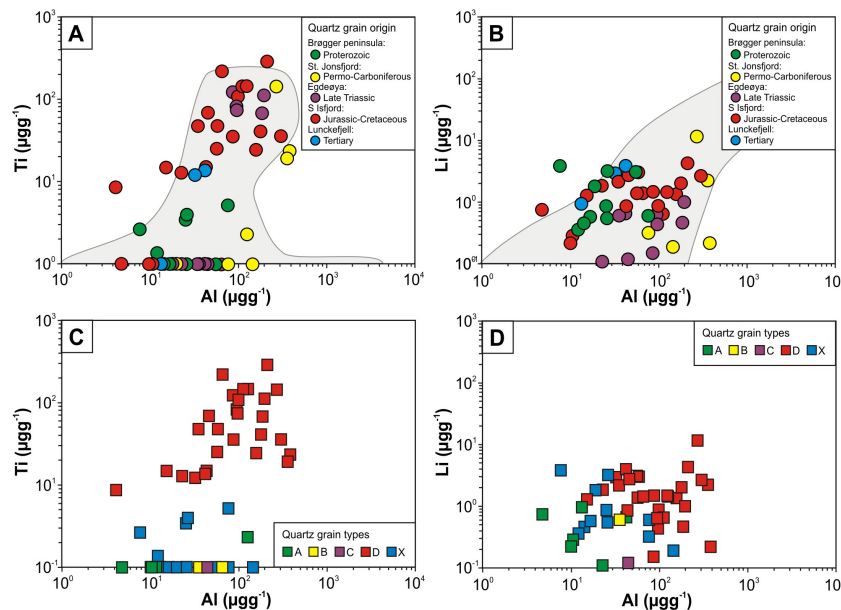 A
Ti (µgg⁻¹)
10³
10²
10¹
10⁰
10⁰
10¹
10²
10³
10⁴
Al (µgg⁻¹)
Quartz grain origin
Brøgger peninsula:
Proterozoic
St. Jonsfjord:
Permo-Carboniferous
Egdeøya:
Late Triassic
S Isfjord:
Jurassic-Cretaceous
Lunckefjell:
Tertiary
B
Li (µgg⁻¹)
10³
10²
10¹
10⁰
10⁰
10¹
10²
10³
Al (µgg⁻¹)
Quartz grain origin
Brøgger peninsula:
Proterozoic
St. Jonsfjord:
Permo-Carboniferous
Egdeøya:
Late Triassic
S Isfjord:
Jurassic-Cretaceous
Lunckefjell:
Tertiary
C
Ti (µgg⁻¹)
10³
10²
10¹
10⁻¹
10⁰
10¹
10²
10³
10⁴
Al (µgg⁻¹)
Quartz grain types
A B C D X
D
Li (µgg⁻¹)
10³
10²
10¹
10⁰
10⁻¹
10⁰
10¹
10²
10³
Al (µgg⁻¹)
Quartz grain types
A B C D X